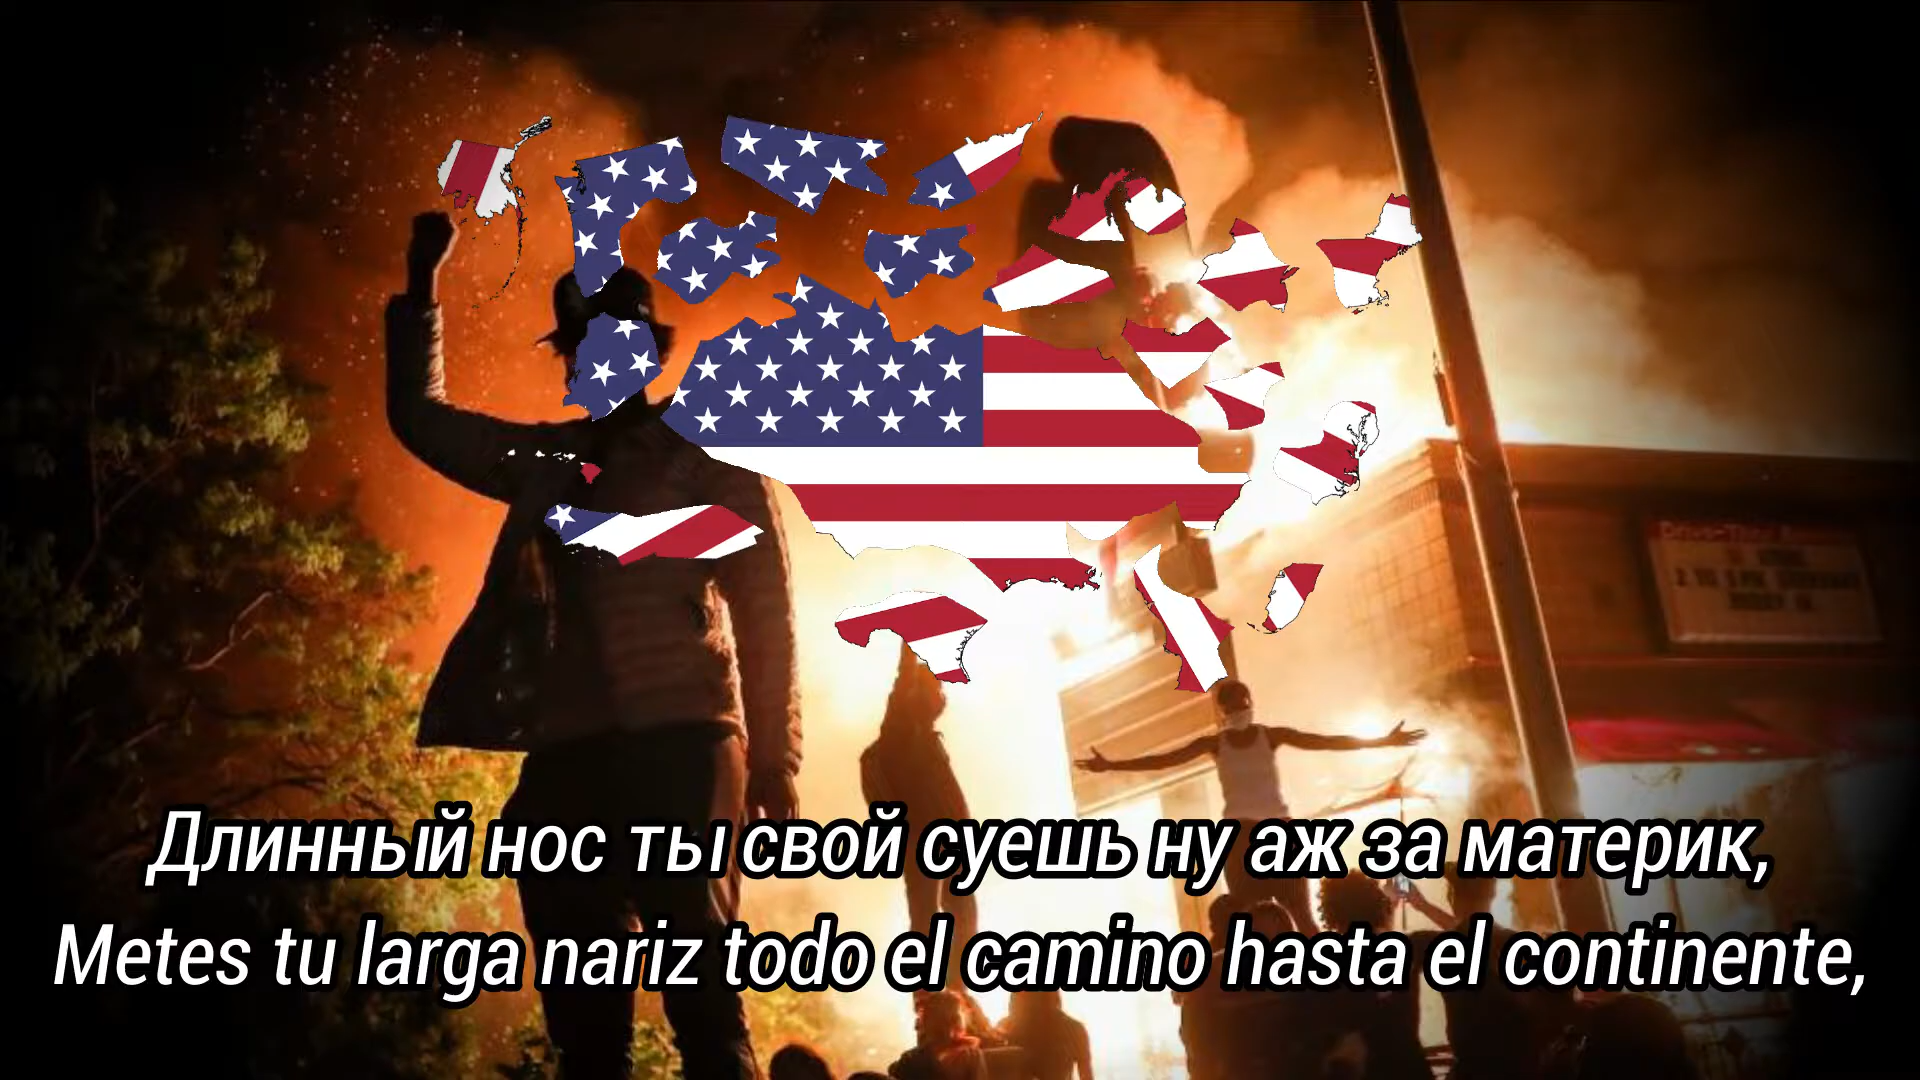 Длинный нос ты свой суешь ну аж за материк,
Metes tu larga nariz todo el camino hasta el continente,